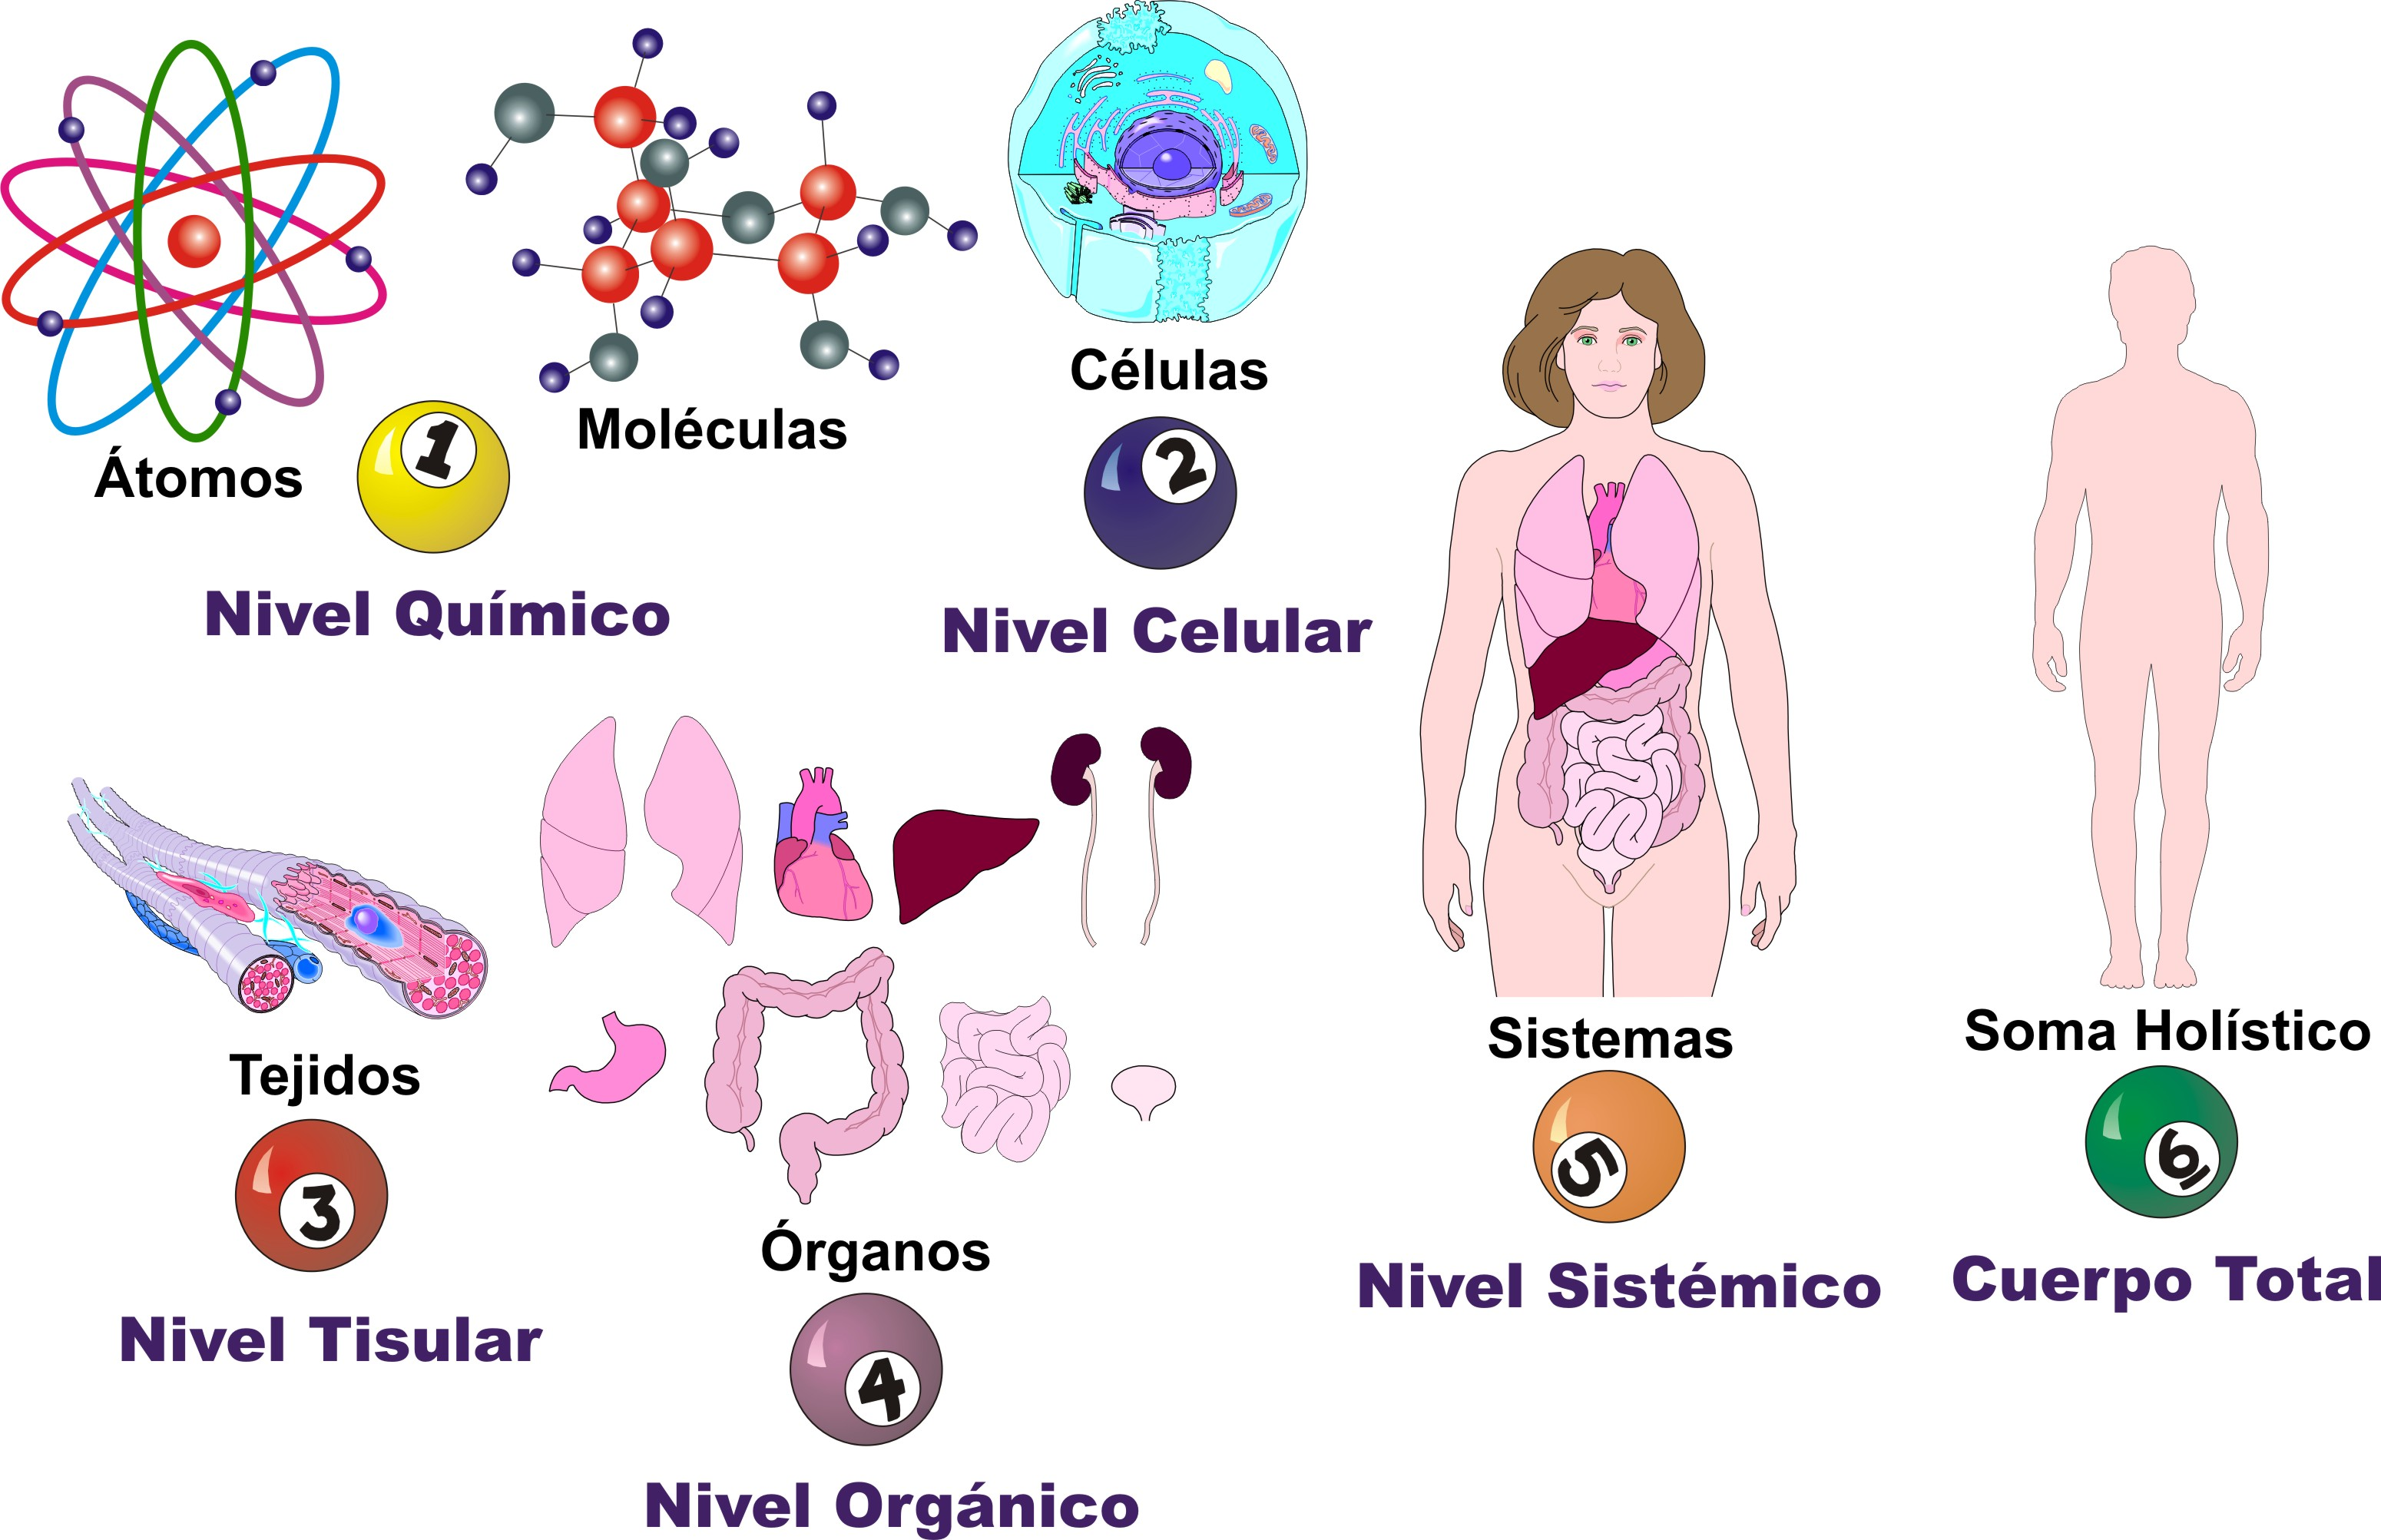 Átomos
1
Moléculas
Nivel Químico
Células
2
Nivel Celular
Tejidos
3
Nivel Tisular
Órganos
4
Nivel Orgánico
Sistemas
5
Nivel Sistémico
Soma Holístico
6
Cuerpo Total